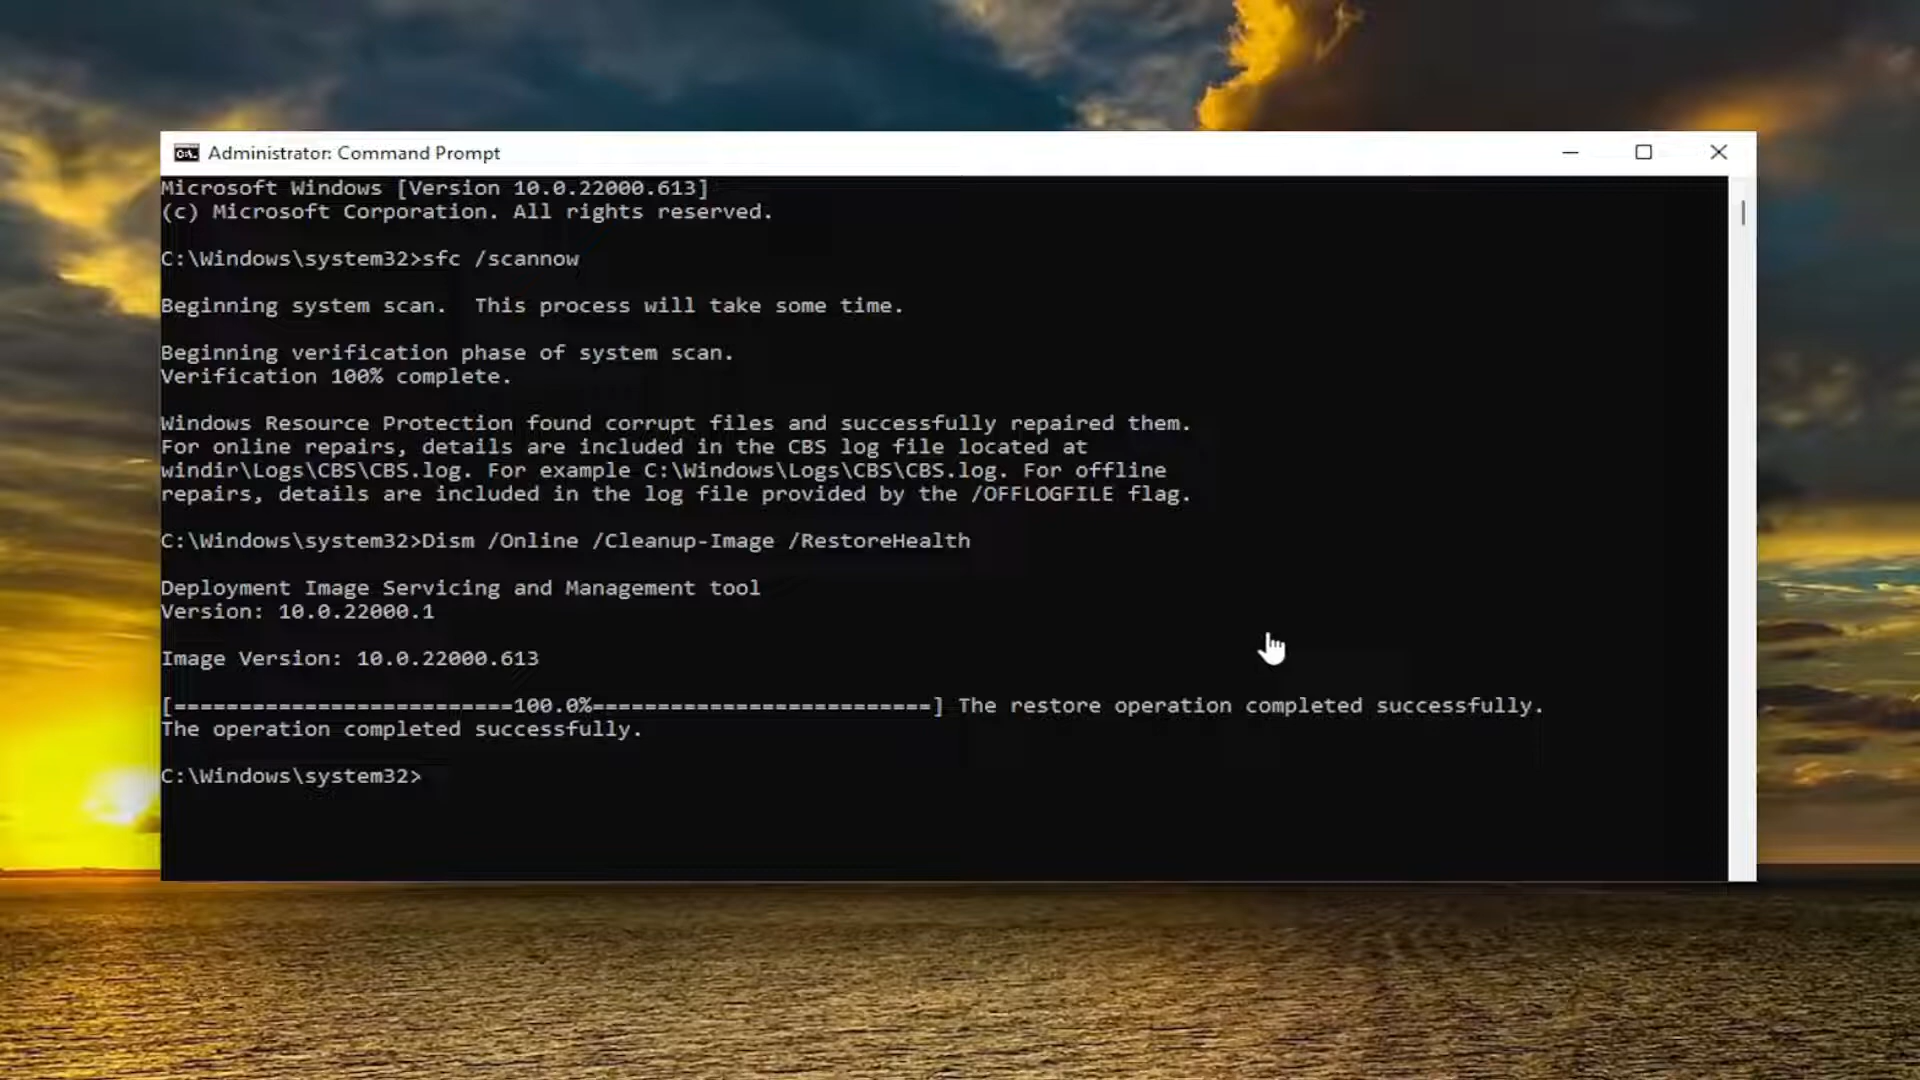 Administrator: Command Prompt
Microsoft Windows [Version 10.0.22000.613]
(c) Microsoft Corporation. All rights reserved.
C:\Windows\system32>sfc /scannow
Beginning system scan.  This process will take some time.
Beginning verification phase of system scan.
Verification 100% complete.
Windows Resource Protection found corrupt files and successfully repaired them.
For online repairs, details are included in the CBS log file located at
windir\Logs\CBS\CBS.log. For example C:\Windows\Logs\CBS\CBS.log. For offline
repairs, details are included in the log file provided by the /OFFLOGFILE flag.
C:\Windows\system32>Dism /Online /Cleanup-Image /RestoreHealth
Deployment Image Servicing and Management tool
Version: 10.0.22000.1
Image Version: 10.0.22000.613
[==========================100.0%==========================] The restore operation completed successfully.
The operation completed successfully.
C:\Windows\system32>